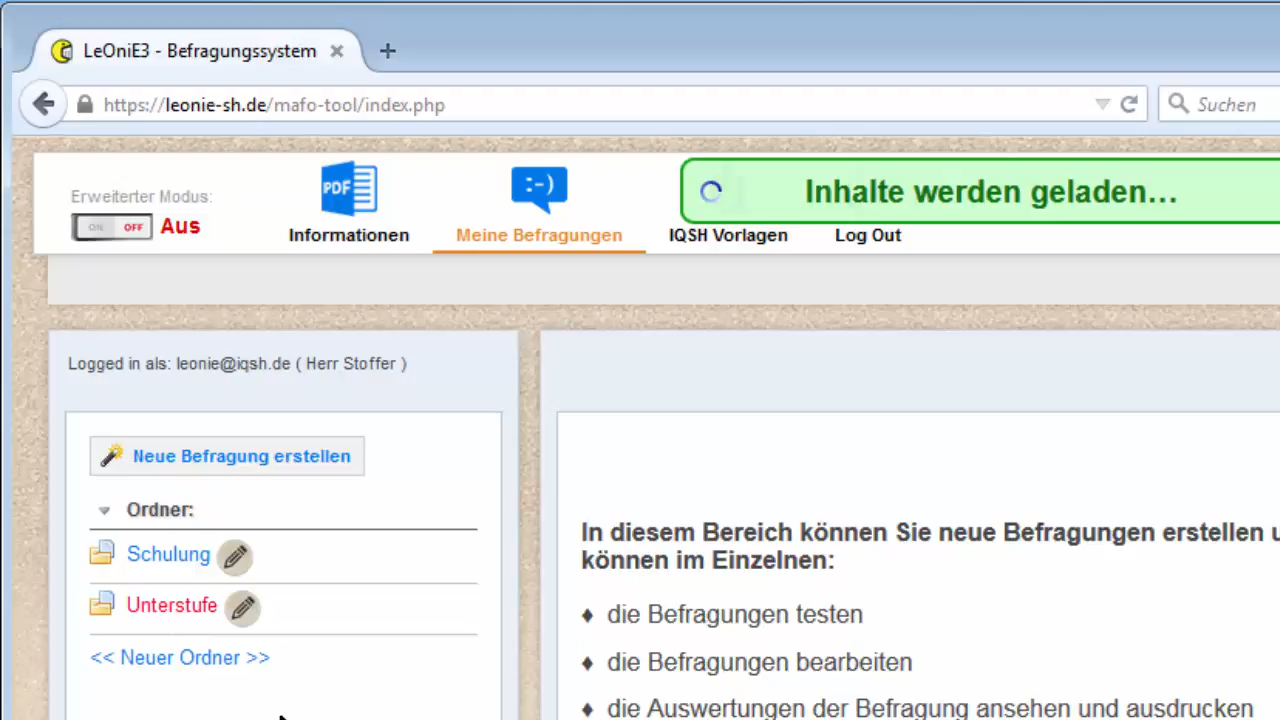 LeOniE3 - Befragungssystem
https://leonie-sh.de/mafo-tool/index.php
Suchen
Erweiterter Modus:
ON OFF Aus
PDF
:-)
Inhalte werden geladen...
Informationen
Meine Befragungen
IQSH Vorlagen
Log Out
Logged in als: leonie@iqsh.de ( Herr Stoffer )
Neue Befragung erstellen
Ordner:
Schulung
Unterstufe
<< Neuer Ordner >>
In diesem Bereich können Sie neue Befragungen erstellen
können im Einzelnen:
♦ die Befragungen testen
♦ die Befragungen bearbeiten
♦ die Auswertungen der Befragung ansehen und ausdrucken